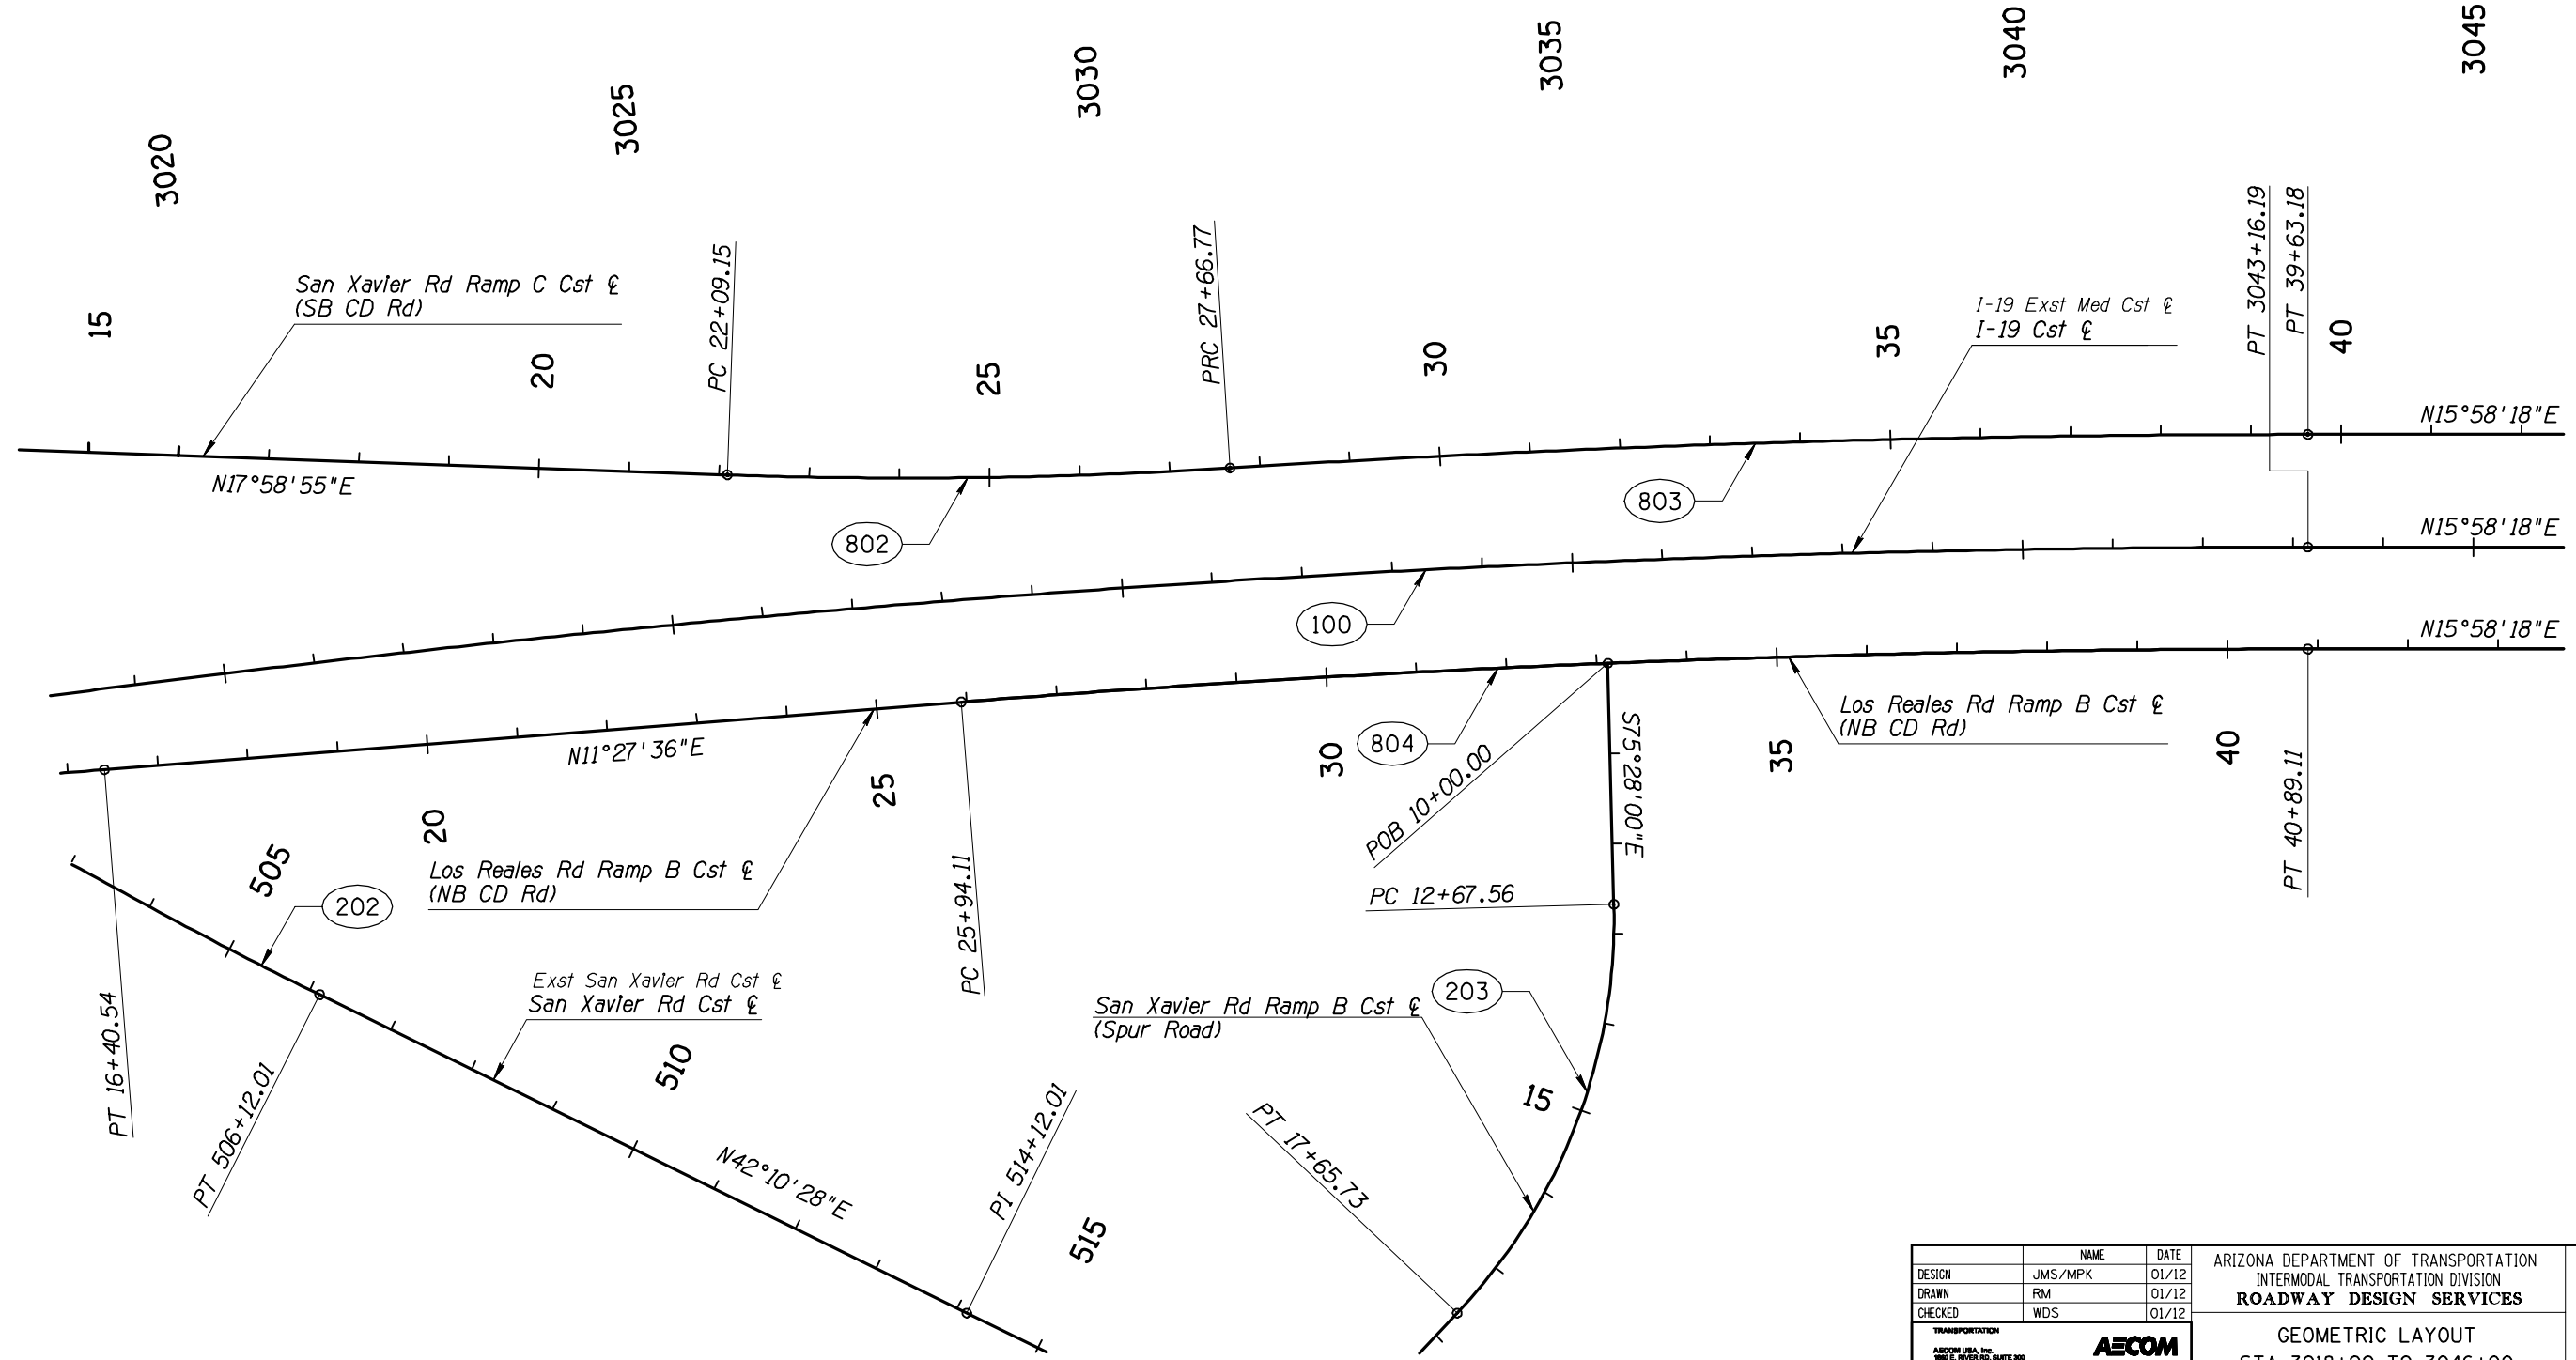 3020
3025
3030
3035
3040
3045
San Xavier Rd Ramp C Cst ℄
(SB CD Rd)
15
20
PC 22+09.15
25
PRC 27+66.77
30
35
I-19 Exst Med Cst ℄
I-19 Cst ℄
PT 3043+16.19
PT 39+63.18
40
N15°58'18"E
N17°58'55"E
802
803
N15°58'18"E
100
N15°58'18"E
N11°27'36"E
804
Los Reales Rd Ramp B Cst ℄
(NB CD Rd)
S75°28'00"E
20
25
30
35
40
POB 10+00.00
PT 40+89.11
505
202
Los Reales Rd Ramp B Cst ℄
(NB CD Rd)
PC 25+94.11
PC 12+67.56
PT 16+40.54
Exst San Xavier Rd Cst ℄
San Xavier Rd Cst ℄
San Xavier Rd Ramp B Cst ℄
(Spur Road)
203
PT 506+12.01
510
15
N42°10'28"E
PI 514+12.01
PT 17+65.73
515
NAME DATE
DESIGN JMS/MPK 01/12
DRAWN RM 01/12
CHECKED WDS 01/12
ARIZONA DEPARTMENT OF TRANSPORTATION
INTERMODAL TRANSPORTATION DIVISION
ROADWAY DESIGN SERVICES
TRANSPORTATION
AECOM USA, Inc.
AECOM
GEOMETRIC LAYOUT